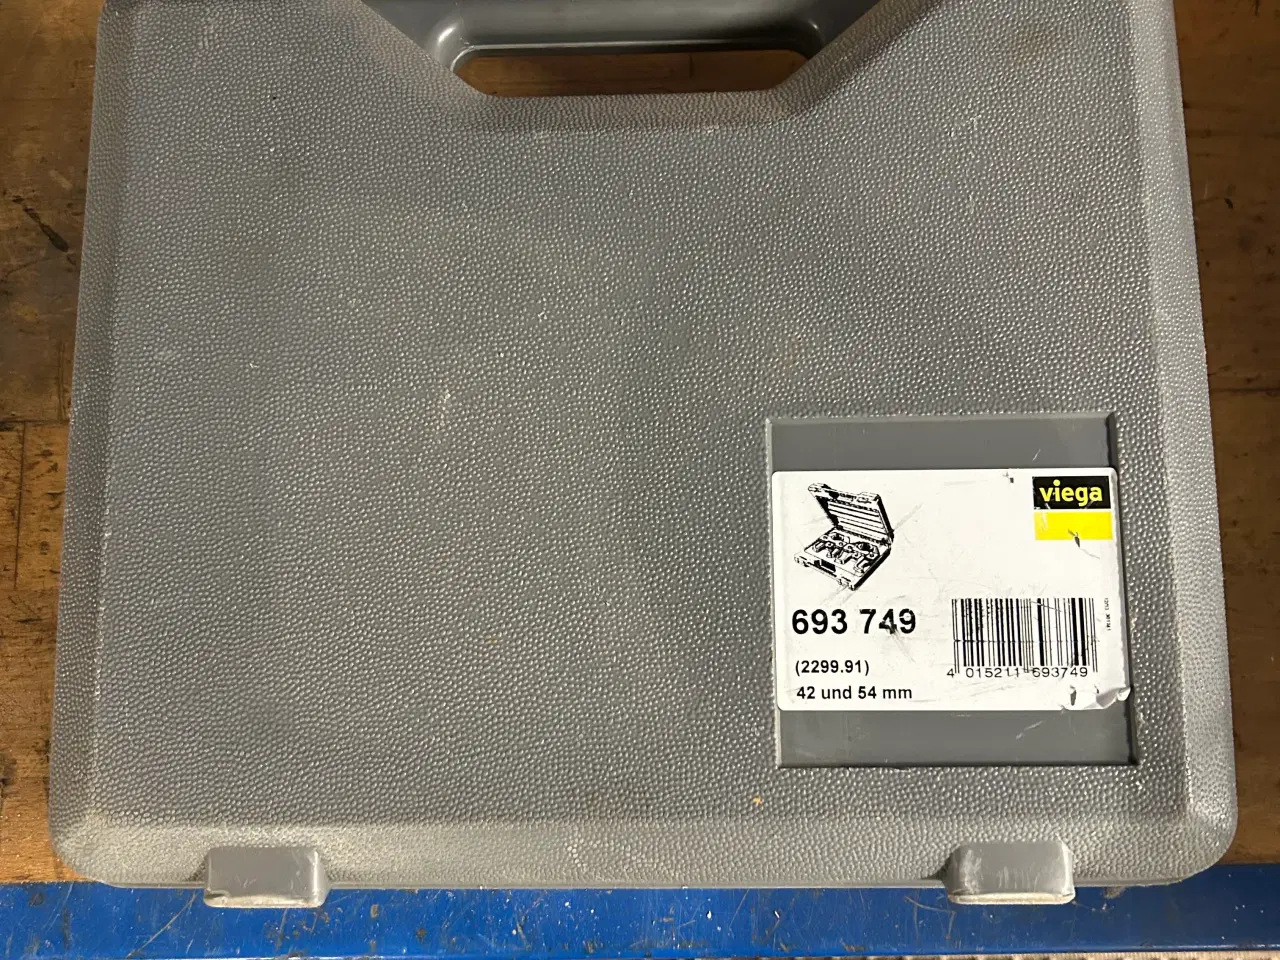 viega
693 749
(2299.91)
42 und 54 mm
4 015211 693749